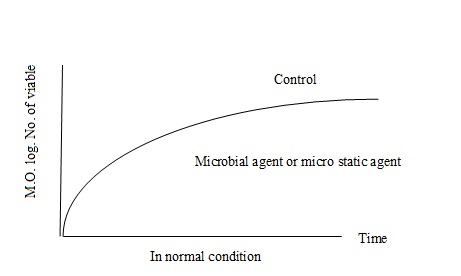 M.O. log. No. of viable
Control
Microbial agent or micro static agent
Time
In normal condition